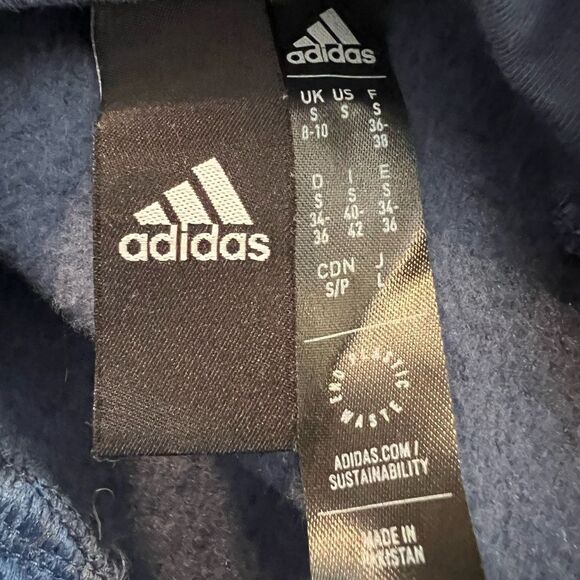 adidas
adidas
UK US F
S S S
8-10 36-
38
D I E
S S S
34- 40- 34-
36 42 36
CDN J
S/P L
END PLASTIC
WASTE
ADIDAS.COM/
SUSTAINABILITY
MADE IN
PAKISTAN